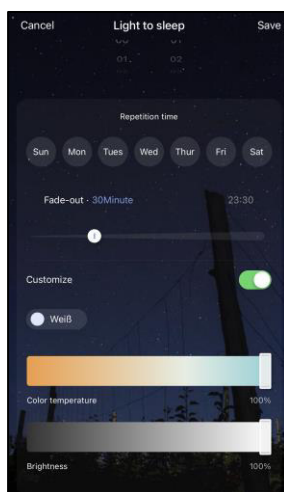 Cancel Light to sleep Save
01 02
Repetition time
Sun Mon Tues Wed Thur Fri Sat
Fade-out · 30Minute 23:30
Customize
Weiß
Color temperature 100%
Brightness 100%